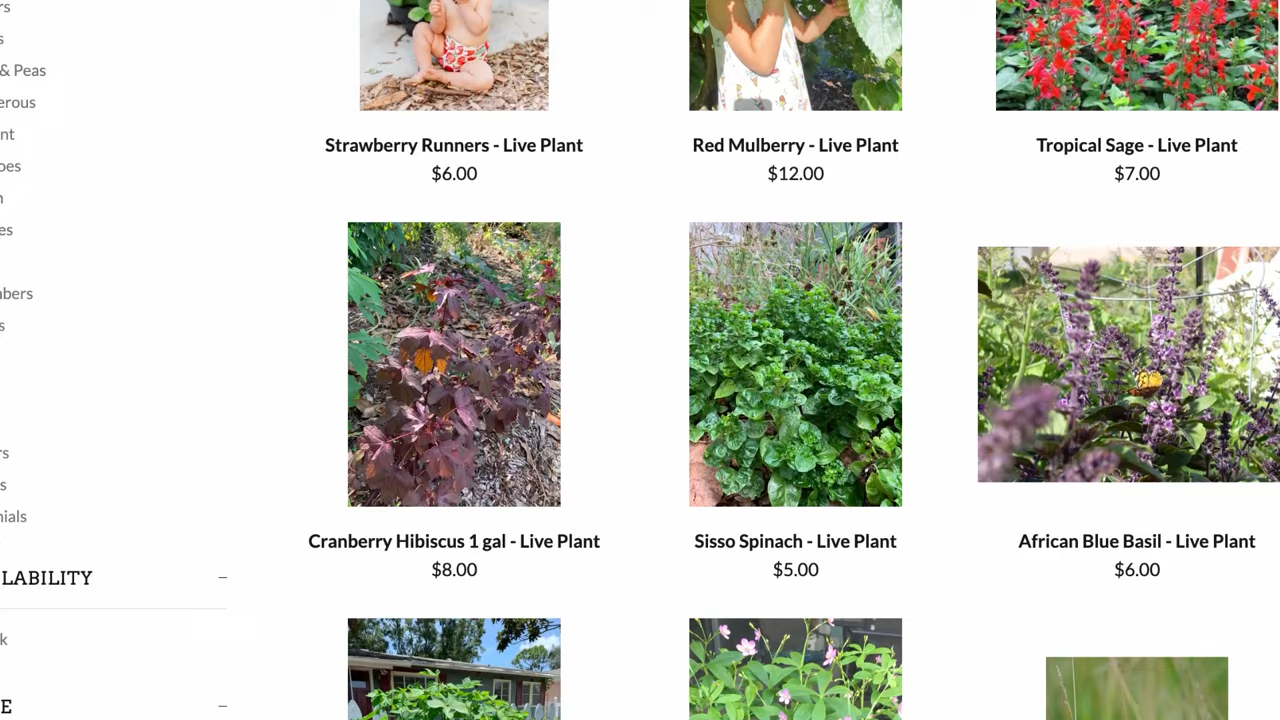 & Peas
Strawberry Runners - Live Plant
$6.00
Red Mulberry - Live Plant
$12.00
Tropical Sage - Live Plant
$7.00
Cranberry Hibiscus 1 gal - Live Plant
$8.00
Sisso Spinach - Live Plant
$5.00
African Blue Basil - Live Plant
$6.00